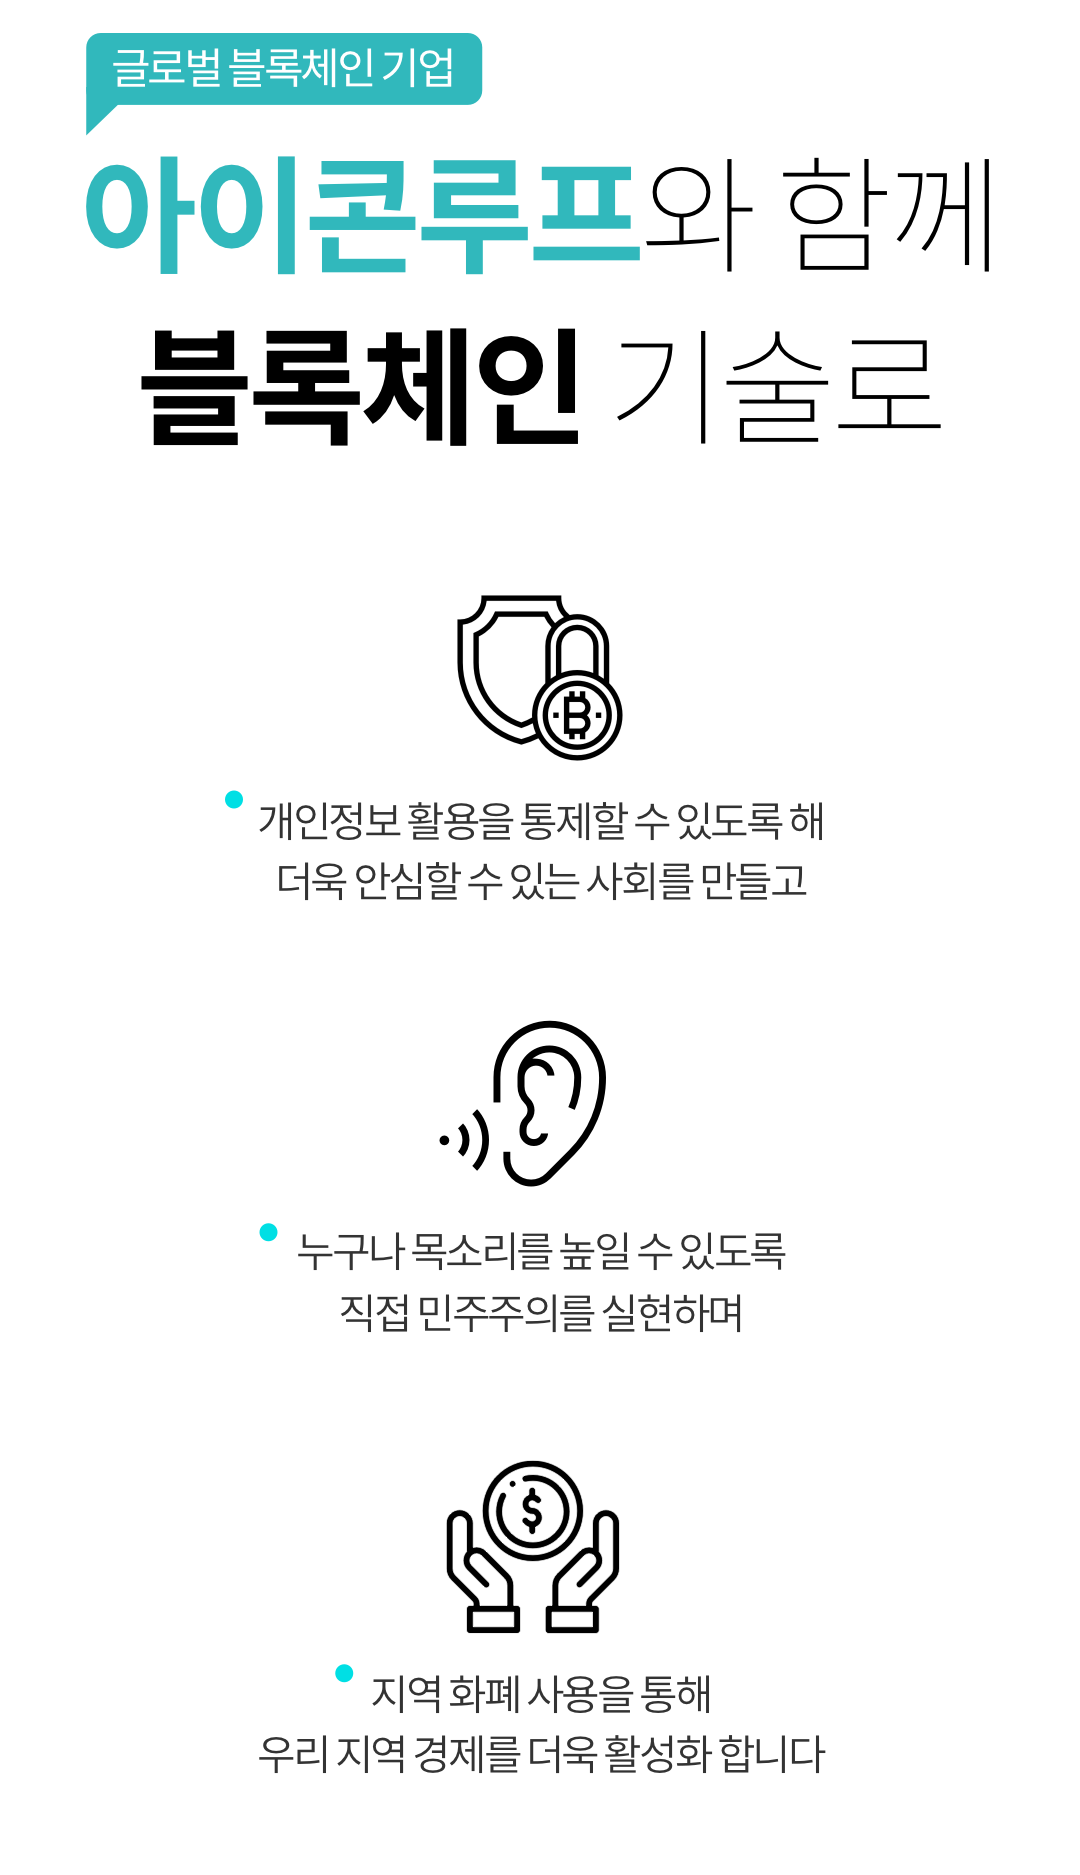 글로벌 블록체인 기업
아이콘루프와 함께
블록체인 기술로
개인정보 활용을 통제할 수 있도록 해
더욱 안심할 수 있는 사회를 만들고
누구나 목소리를 높일 수 있도록
직접 민주주의를 실현하며
지역 화폐 사용을 통해
우리 지역 경제를 더욱 활성화 합니다